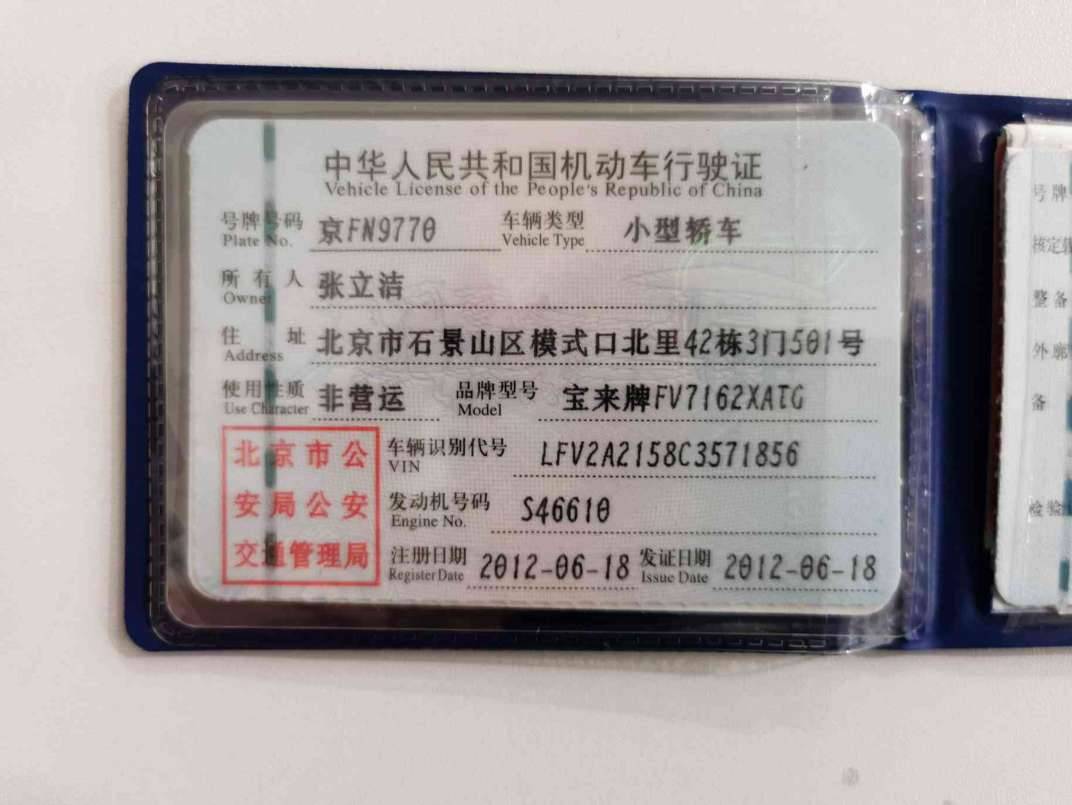 中华人民共和国机动车行驶证
Vehicle License of the People's Republic of China
号牌号码 京FN9770 车辆类型 小型轿车
Plate No. Vehicle Type
所有人 张立洁
Owner
住址 北京市石景山区模式口北里42栋3门501号
Address
使用性质 非营运 品牌型号 宝来牌FV7162XATG
Use Character Model
北京市公
安局公安
交通管理局
车辆识别代号 LFV2A2158C3571856
VIN
发动机号码 S46610
Engine No.
注册日期 2012-06-18 发证日期 2012-06-18
Register Date Issue Date
号牌
核定
整备
外廓
备
检验